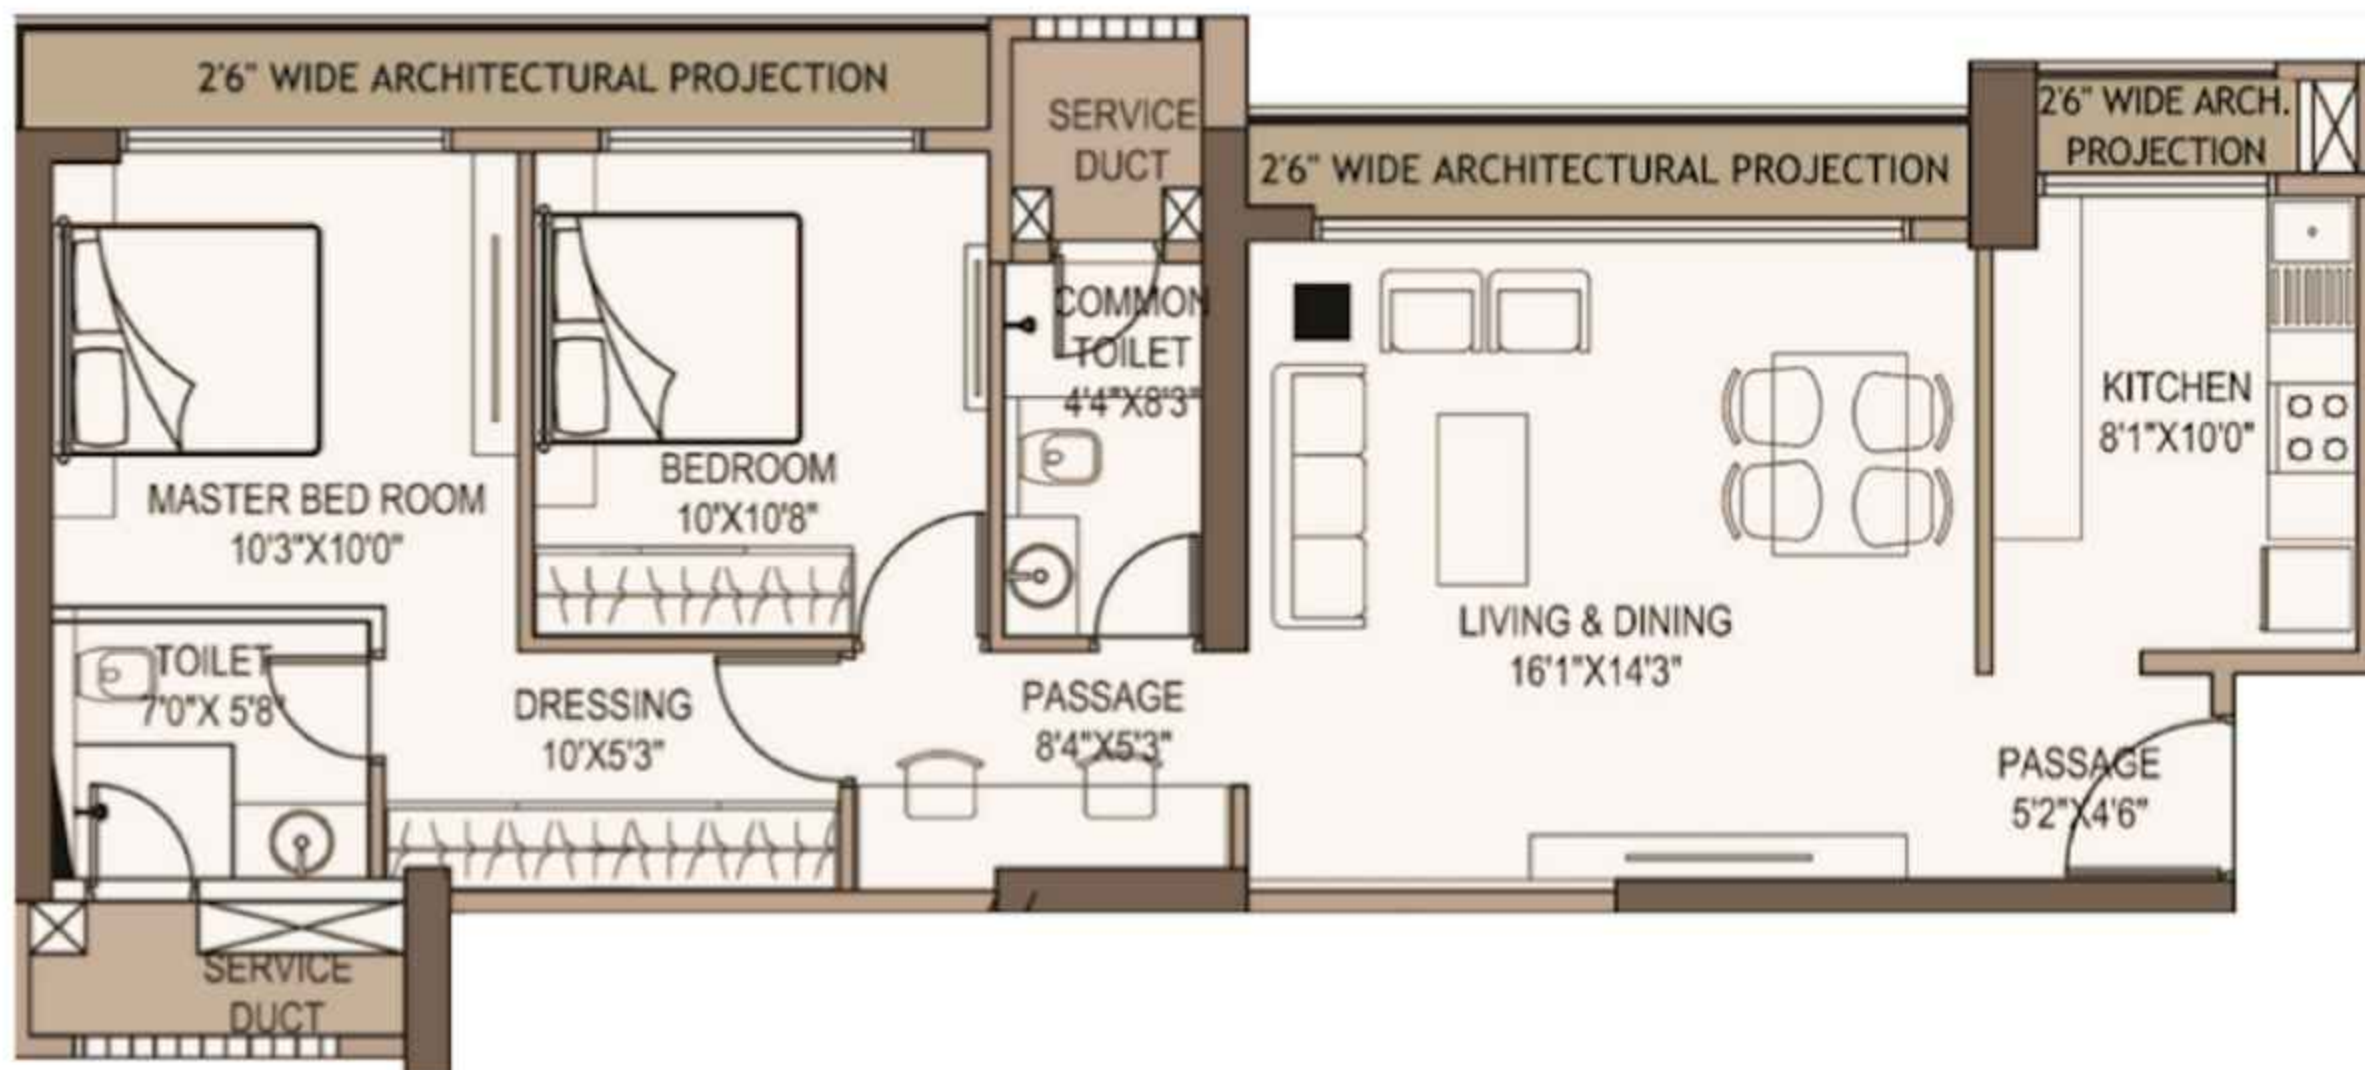 2'6" WIDE ARCHITECTURAL PROJECTION
SERVICE
DUCT
2'6" WIDE ARCHITECTURAL PROJECTION
2'6" WIDE ARCH.
PROJECTION
MASTER BED ROOM
10'3"X10'0"
BEDROOM
10'X10'8"
COMMON
TOILET
4'4"X8'3"
LIVING & DINING
16'1"X14'3"
KITCHEN
8'1"X10'0"
TOILET
7'0"X 5'8"
DRESSING
10'X5'3"
PASSAGE
8'4"X5'3"
PASSAGE
5'2"X4'6"
SERVICE
DUCT